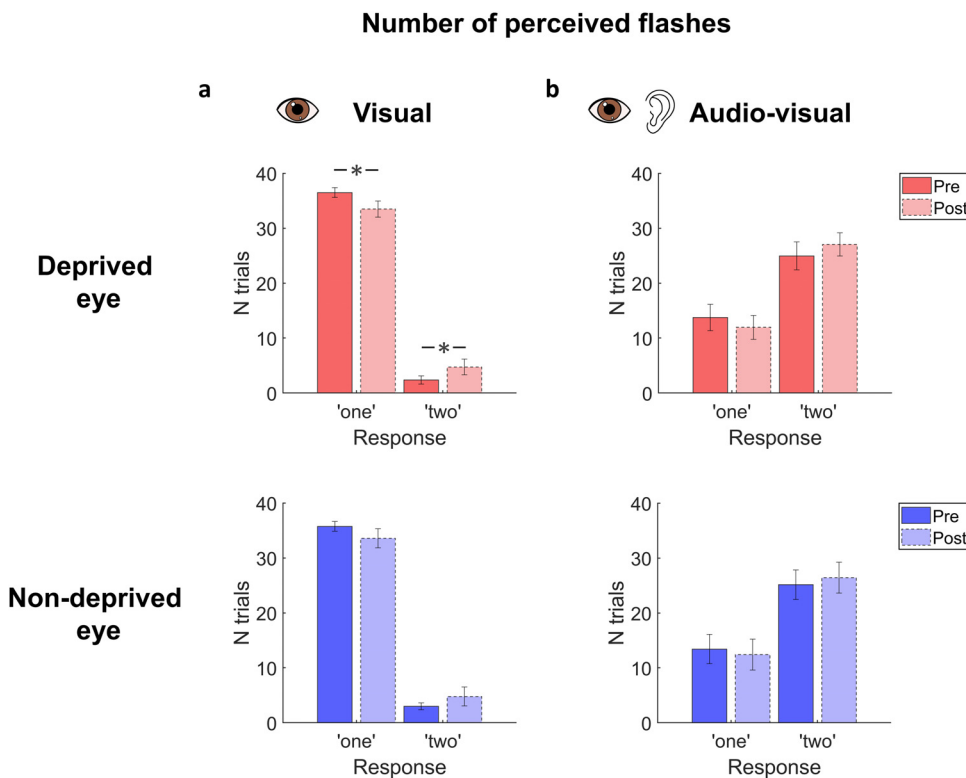 Number of perceived flashes
a
Visual
b
Audio-visual
Deprived
eye
N trials
40
30
20
10
0
-*-
-*-
'one'
'two'
Response
N trials
40
30
20
10
0
'one'
'two'
Response
Pre
Post
Non-deprived
eye
N trials
40
30
20
10
0
'one'
'two'
Response
N trials
40
30
20
10
0
'one'
'two'
Response
Pre
Post